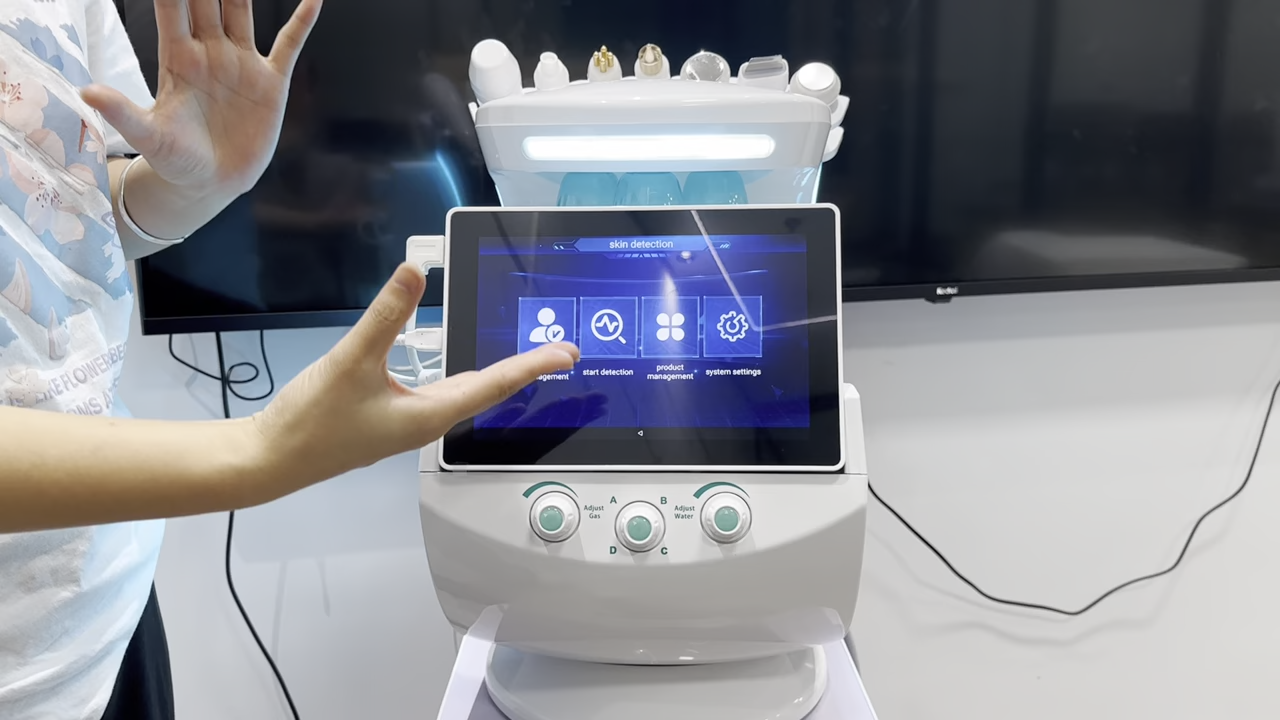 skin detection
start detection
product
management
system settings
Adjust
Gas
A
B
Adjust
Water
D
C